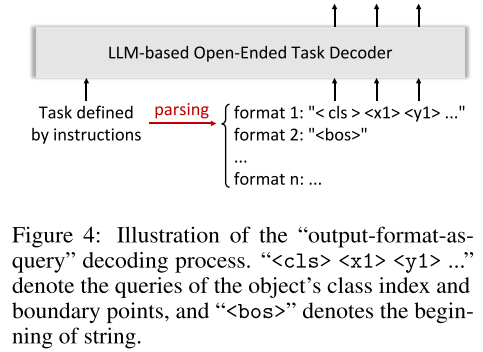 LLM-based Open-Ended Task Decoder
Task defined
by instructions
parsing
format 1: "< cls > <x1> <y1> ..."
format 2: "<bos>"
...
format n: ...
Figure 4: Illustration of the “output-format-as-
query” decoding process. “<cls> <x1> <y1> ...”
denote the queries of the object’s class index and
boundary points, and “<bos>” denotes the begin-
ning of string.